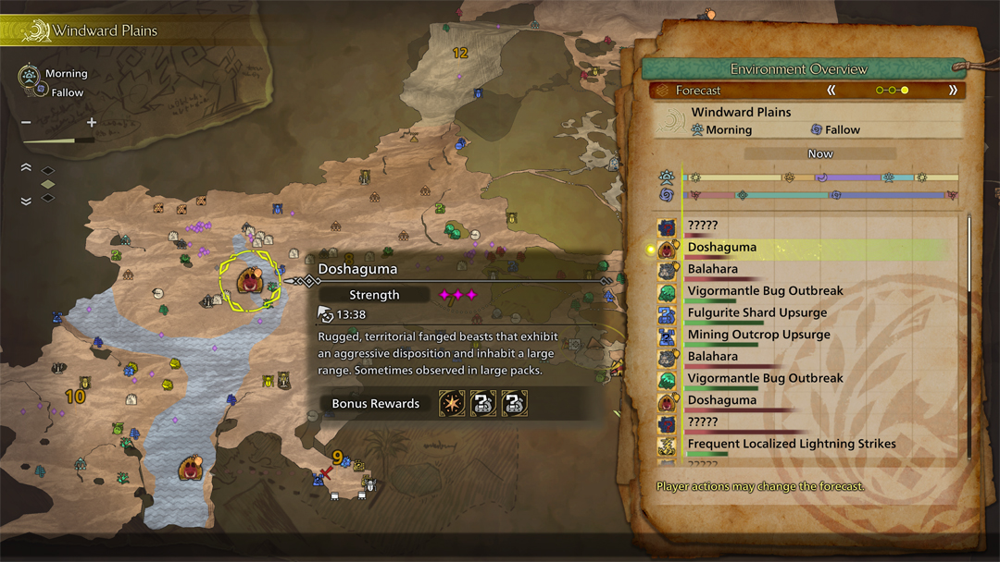 Windward Plains
Morning
Fallow
12
10
9
Doshaguma
Strength
13:38
Rugged, territorial fanged beasts that exhibit
an aggressive disposition and inhabit a large
range. Sometimes observed in large packs.
Bonus Rewards
Environment Overview
Forecast
Windward Plains
Morning
Fallow
Now
?????
Doshaguma
Balahara
Vigormantle Bug Outbreak
Fulgurite Shard Upsurge
Mining Outcrop Upsurge
Balahara
Vigormantle Bug Outbreak
Doshaguma
?????
Frequent Localized Lightning Strikes
?????
Player actions may change the forecast.